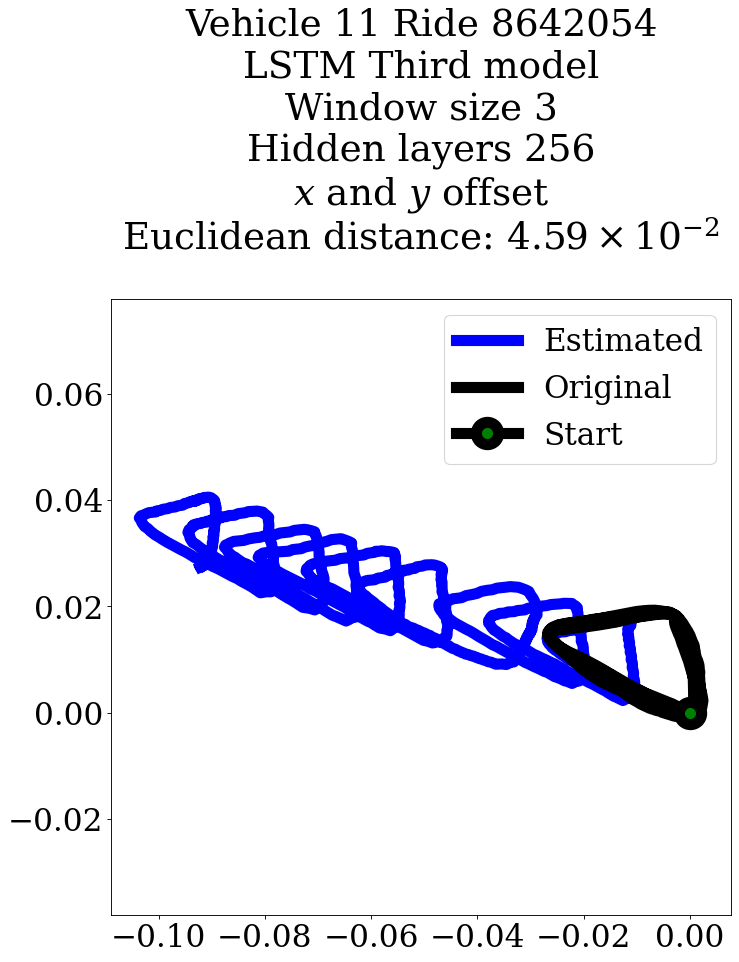 Vehicle 11 Ride 8642054
LSTM Third model
Window size 3
Hidden layers 256
x and y offset
Euclidean distance: 4.59 × 10⁻²
Estimated
Original
Start
0.06
0.04
0.02
0.00
−0.02
−0.10 −0.08 −0.06 −0.04 −0.02 0.00